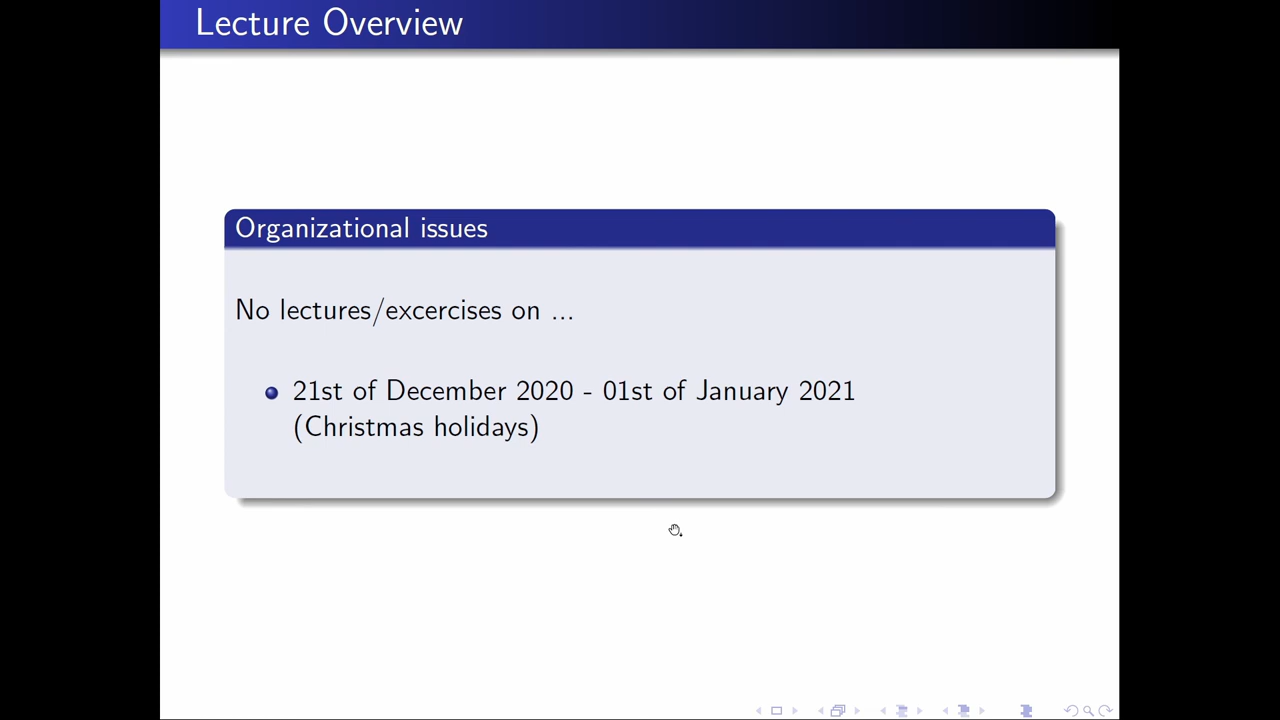 Lecture Overview
Organizational issues
No lectures/excercises on ...
21st of December 2020 - 01st of January 2021
(Christmas holidays)